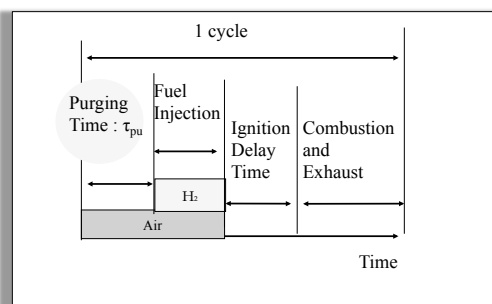 1 cycle
Purging
Time : τpu
Fuel
Injection
Ignition
Delay
Time
Combustion
and
Exhaust
H₂
Air
Time